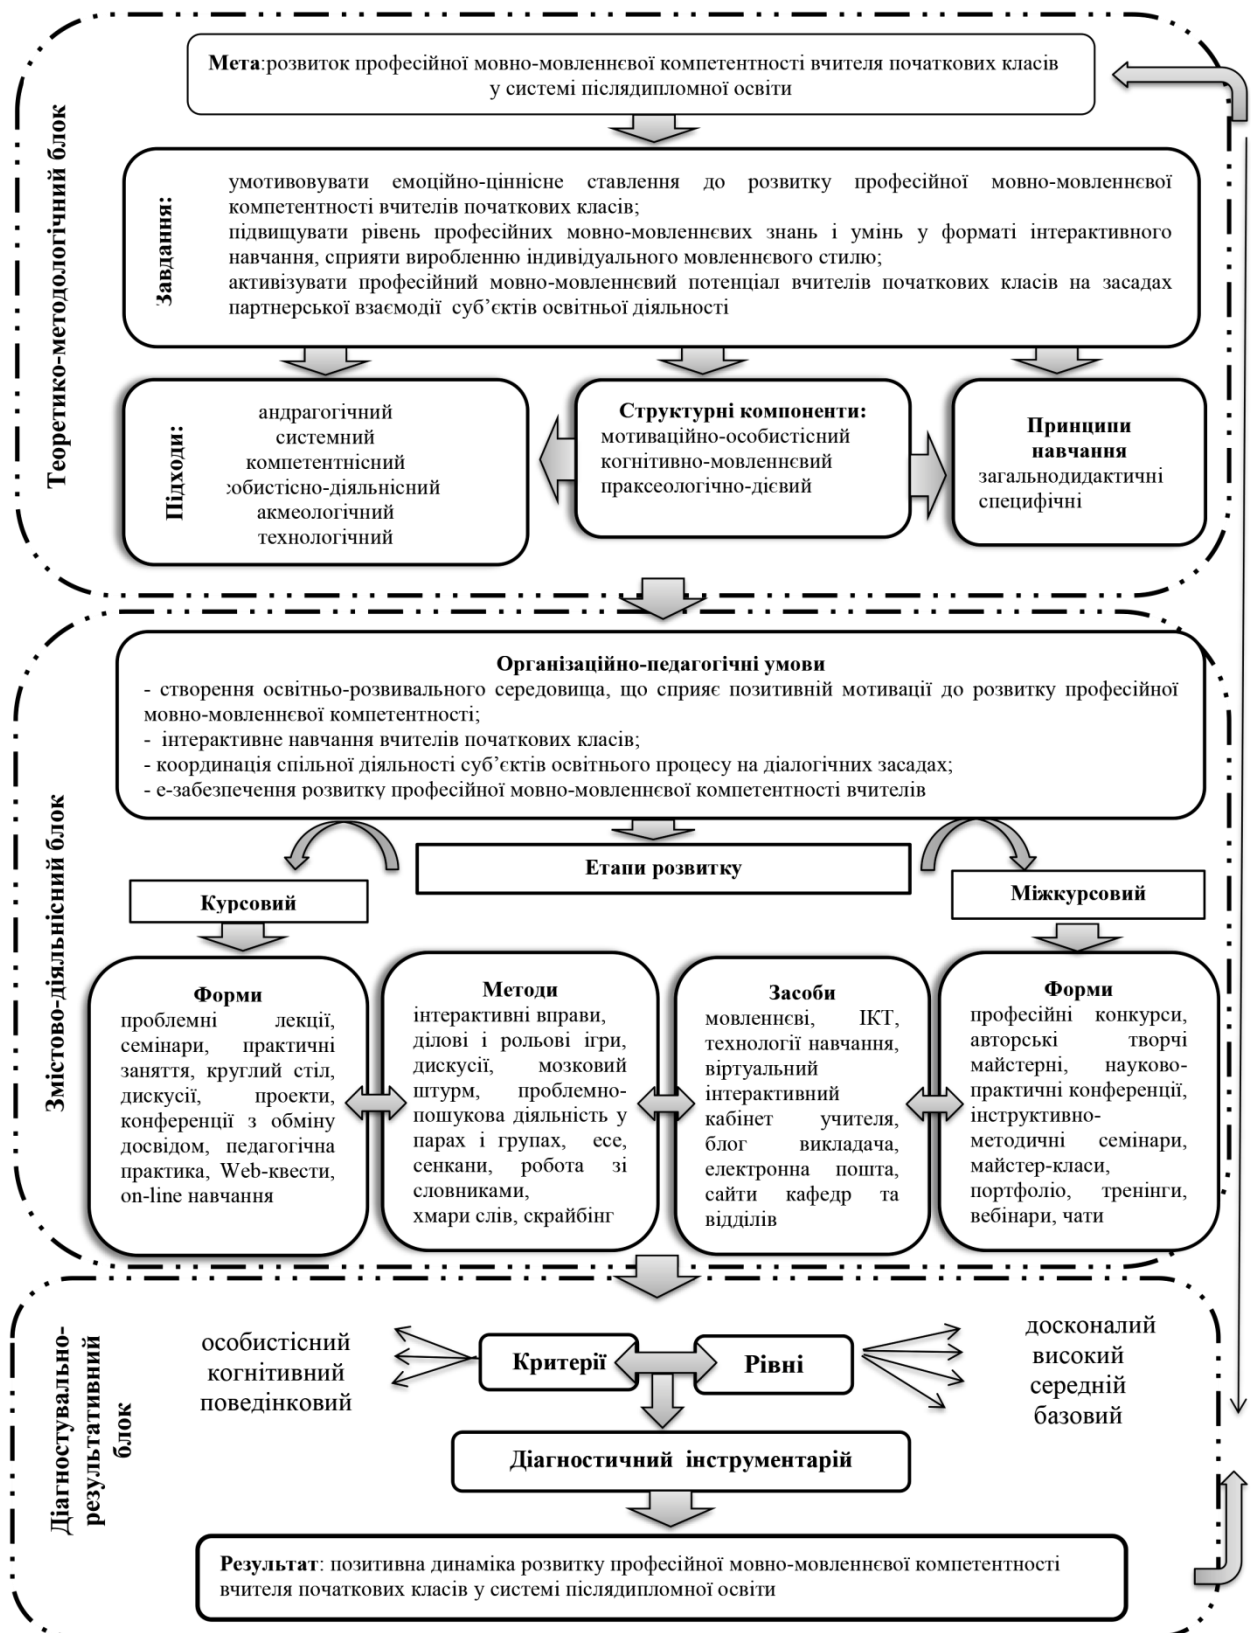 Теоретико-методологічний блок
Мета:розвиток професійної мовно-мовленнєвої компетентності вчителя початкових класів
у системі післядипломної освіти
Завдання:
умотивовувати емоційно-ціннісне ставлення до розвитку професійної мовно-мовленнєвої
компетентності вчителів початкових класів;
підвищувати рівень професійних мовно-мовленнєвих знань і умінь у форматі інтерактивного
навчання, сприяти виробленню індивідуального мовленнєвого стилю;
активізувати професійний мовно-мовленнєвий потенціал вчителів початкових класів на засадах
партнерської взаємодії суб’єктів освітньої діяльності
Підходи:
андрагогічний
системний
компетентнісний
собистісно-діяльнісний
акмеологічний
технологічний
Структурні компоненти:
мотиваційно-особистісний
когнітивно-мовленнєвий
праксеологічно-дієвий
Принципи
навчання
загальнодидактичні
специфічні
Змістово-діяльнісний блок
Організаційно-педагогічні умови
- створення освітньо-розвивального середовища, що сприяє позитивній мотивації до розвитку професійної
мовно-мовленнєвої компетентності;
- інтерактивне навчання вчителів початкових класів;
- координація спільної діяльності суб’єктів освітнього процесу на діалогічних засадах;
- е-забезпечення розвитку професійної мовно-мовленнєвої компетентності вчителів
Етапи розвитку
Курсовий
Міжкурсовий
Форми
проблемні лекції,
семінари, практичні
заняття, круглий стіл,
дискусії, проекти,
конференції з обміну
досвідом, педагогічна
практика, Web-квести,
on-line навчання
Методи
інтерактивні вправи,
ділові і рольові ігри,
дискусії, мозковий
штурм, проблемно-
пошукова діяльність у
парах і групах, есе,
сенкани, робота зі
словниками,
хмари слів, скрайбінг
Засоби
мовленнєві, ІКТ,
технології навчання,
віртуальний
інтерактивний
кабінет учителя,
блог викладача,
електронна пошта,
сайти кафедр та
відділів
Форми
професійні конкурси,
авторські творчі
майстерні, науково-
практичні конференції,
інструктивно-
методичні семінари,
майстер-класи,
портфоліо, тренінги,
вебінари, чати
Діагностувально-
результативний
блок
особистісний
когнітивний
поведінковий
Критерії
Рівні
досконалий
високий
середній
базовий
Діагностичний інструментарій
Результат: позитивна динаміка розвитку професійної мовно-мовленнєвої компетентності
вчителя початкових класів у системі післядипломної освіти